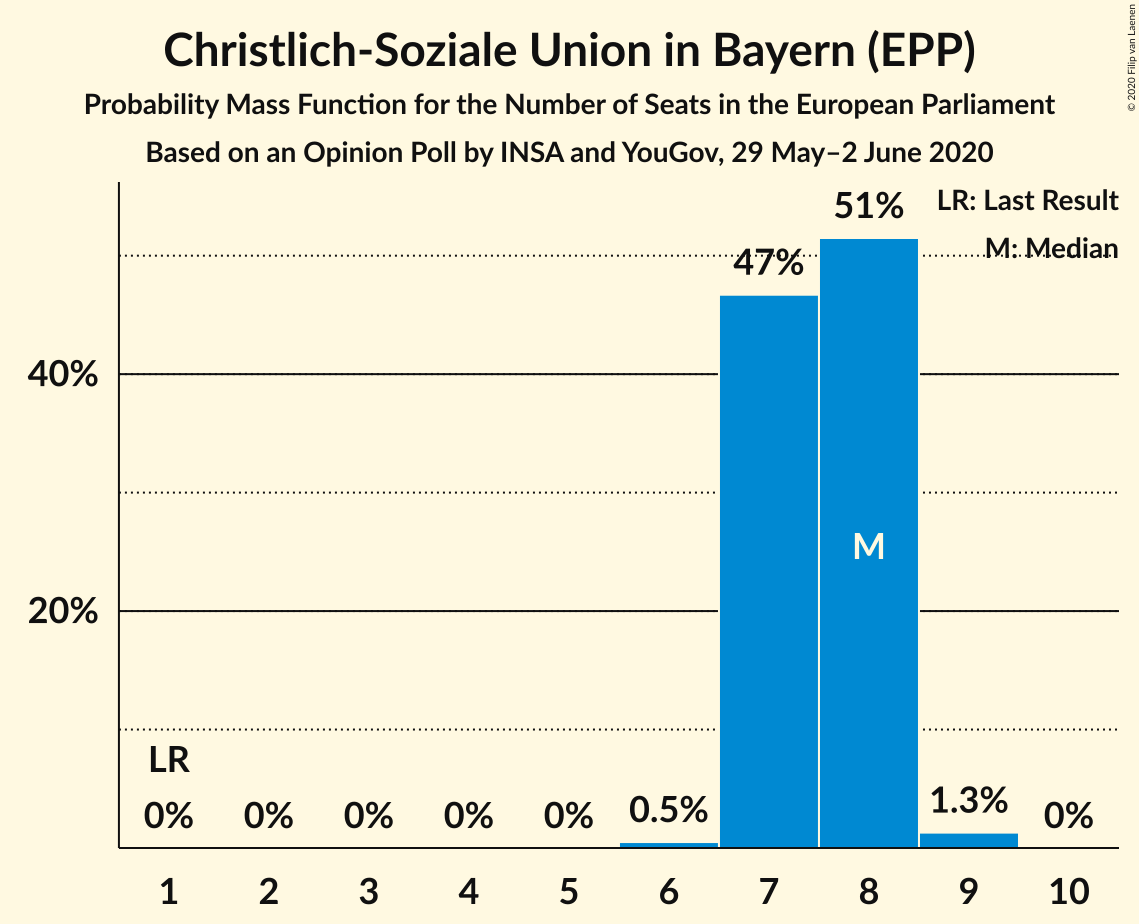 Christlich-Soziale Union in Bayern (EPP)
Probability Mass Function for the Number of Seats in the European Parliament
Based on an Opinion Poll by INSA and YouGov, 29 May–2 June 2020
© 2020 Filip van Laenen
LR: Last Result
M: Median
51%
47%
40%
M
20%
LR
0% 0% 0% 0% 0% 0.5% 1.3% 0%
1 2 3 4 5 6 7 8 9 10